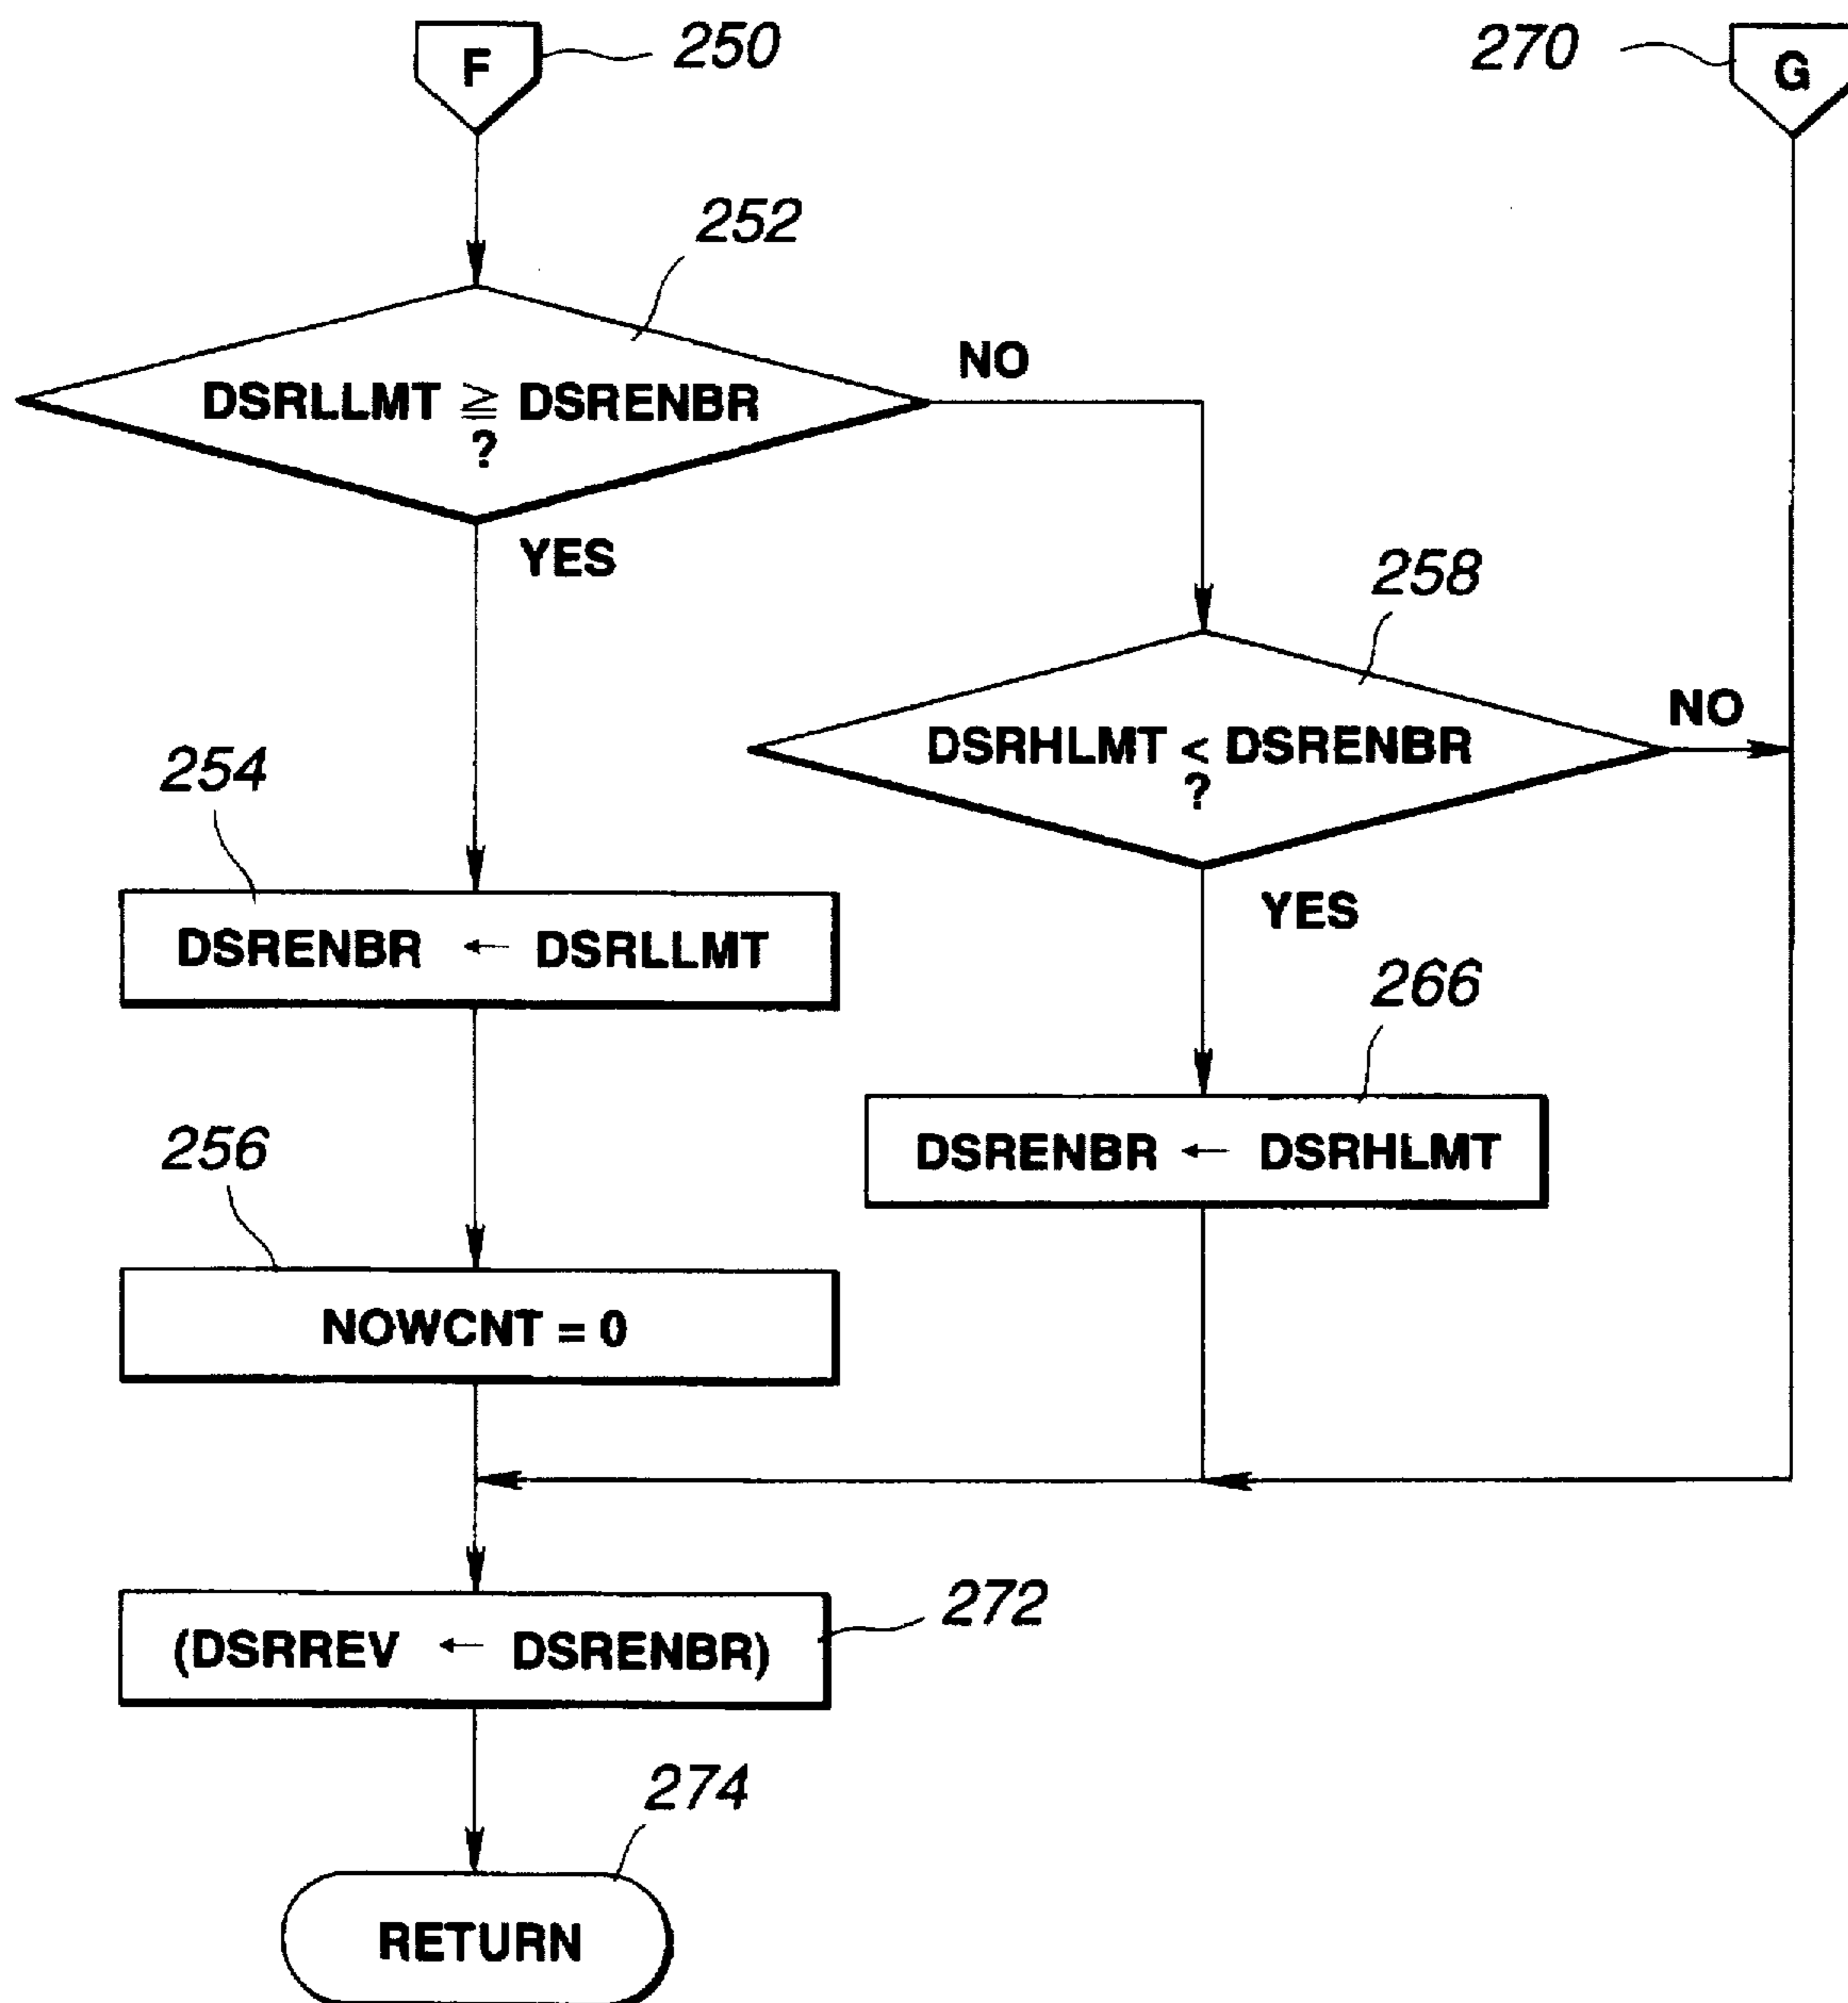 F
250
270
G
252
DSRLLMT ≧ DSRENBR
?
NO
YES
258
DSRHLMT < DSRENBR
?
NO
YES
254
DSRENBR ← DSRLLMT
266
DSRENBR ← DSRHLMT
256
NOWCNT = 0
272
(DSRREV ← DSRENBR)
274
RETURN